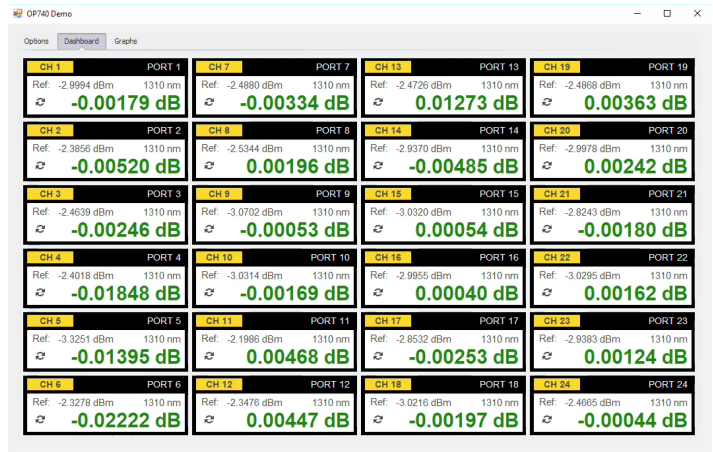 OP740 Demo
Options Dashboard Graphs
CH 1 PORT 1
Ref: -2.9994 dBm 1310 nm
-0.00179 dB
CH 2 PORT 2
Ref: -2.3856 dBm 1310 nm
-0.00520 dB
CH 3 PORT 3
Ref: -2.4639 dBm 1310 nm
-0.00246 dB
CH 4 PORT 4
Ref: -2.4018 dBm 1310 nm
-0.01848 dB
CH 5 PORT 5
Ref: -3.3251 dBm 1310 nm
-0.01395 dB
CH 6 PORT 6
Ref: -2.3278 dBm 1310 nm
-0.02222 dB
CH 7 PORT 7
Ref: -2.4880 dBm 1310 nm
-0.00334 dB
CH 8 PORT 8
Ref: -2.5344 dBm 1310 nm
0.00196 dB
CH 9 PORT 9
Ref: -3.0702 dBm 1310 nm
-0.00053 dB
CH 10 PORT 10
Ref: -3.0314 dBm 1310 nm
-0.00169 dB
CH 11 PORT 11
Ref: -2.1986 dBm 1310 nm
0.00468 dB
CH 12 PORT 12
Ref: -2.3476 dBm 1310 nm
0.00447 dB
CH 13 PORT 13
Ref: -2.4726 dBm 1310 nm
0.01273 dB
CH 14 PORT 14
Ref: -2.9370 dBm 1310 nm
-0.00485 dB
CH 15 PORT 15
Ref: -3.0320 dBm 1310 nm
0.00054 dB
CH 16 PORT 16
Ref: -2.9955 dBm 1310 nm
0.00040 dB
CH 17 PORT 17
Ref: -2.8532 dBm 1310 nm
-0.00253 dB
CH 18 PORT 18
Ref: -3.0216 dBm 1310 nm
-0.00197 dB
CH 19 PORT 19
Ref: -2.4868 dBm 1310 nm
0.00363 dB
CH 20 PORT 20
Ref: -2.9978 dBm 1310 nm
0.00242 dB
CH 21 PORT 21
Ref: -2.8243 dBm 1310 nm
-0.00180 dB
CH 22 PORT 22
Ref: -3.0295 dBm 1310 nm
0.00162 dB
CH 23 PORT 23
Ref: -2.9383 dBm 1310 nm
0.00124 dB
CH 24 PORT 24
Ref: -2.4665 dBm 1310 nm
-0.00044 dB